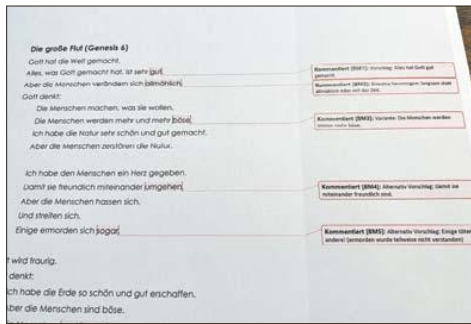 Die große Flut (Genesis 6)
Gott hat die Welt gemacht.
Alles, was Gott gemacht hat, ist sehr gut.
Aber die Menschen verändern sich allmählich.
Gott denkt:
Die Menschen machen, was sie wollen.
Die Menschen werden mehr und mehr böse.
Ich habe die Natur sehr schön und gut gemacht.
Aber die Menschen zerstören die Natur.
Ich habe den Menschen ein Herz gegeben.
Damit sie freundlich miteinander umgehen.
Aber die Menschen hassen sich.
Und streiten sich.
Einige ermorden sich sogar.
t wird traurig.
denkt:
ch habe die Erde so schön und gut erschaffen.
ber die Menschen sind böse.
Kommentiert [BM1]: Vorschlag: Alles hat Gott gut
gemacht.
Kommentiert [BM2]: langsam statt
allmählich oder mit der Zeit.
Kommentiert [BM3]: Variante: Die Menschen werden
immer mehr böse.
Kommentiert [BM4]: Alternativ Vorschlag: Damit sie
miteinander freundlich sind.
Kommentiert [BM5]: Alternativ Vorschlag: Einige töten
andere! (ermorden wurde teilweise nicht verstanden)